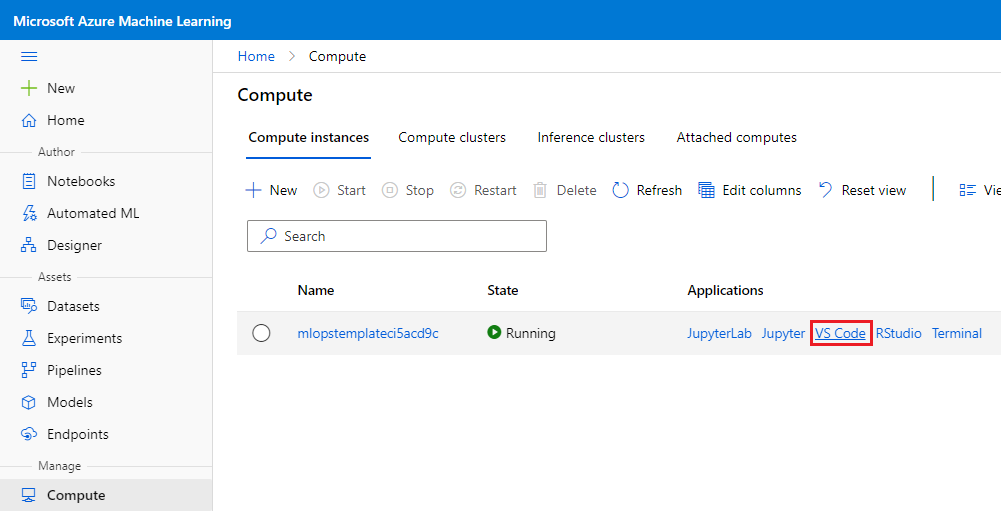 Microsoft Azure Machine Learning
Home > Compute
New
Home
Author
Notebooks
Automated ML
Designer
Assets
Datasets
Experiments
Pipelines
Models
Endpoints
Manage
Compute
Compute
Compute instances Compute clusters Inference clusters Attached computes
New Start Stop Restart Delete Refresh Edit columns Reset view Vie
Search
Name State Applications
mlopstemplateci5acd9c Running JupyterLab Jupyter VS Code RStudio Terminal